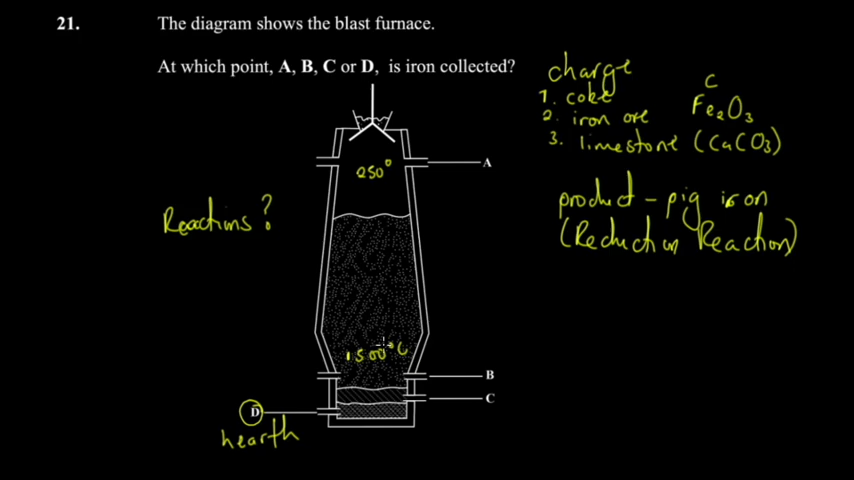 21. The diagram shows the blast furnace.
At which point, A, B, C or D, is iron collected?
charge
1. coke C
2. iron ore Fe2O3
3. limestone (CaCO3)
A
250°
product - pig iron
(Reduction Reaction)
Reactions?
1500°C
B
C
D
hearth